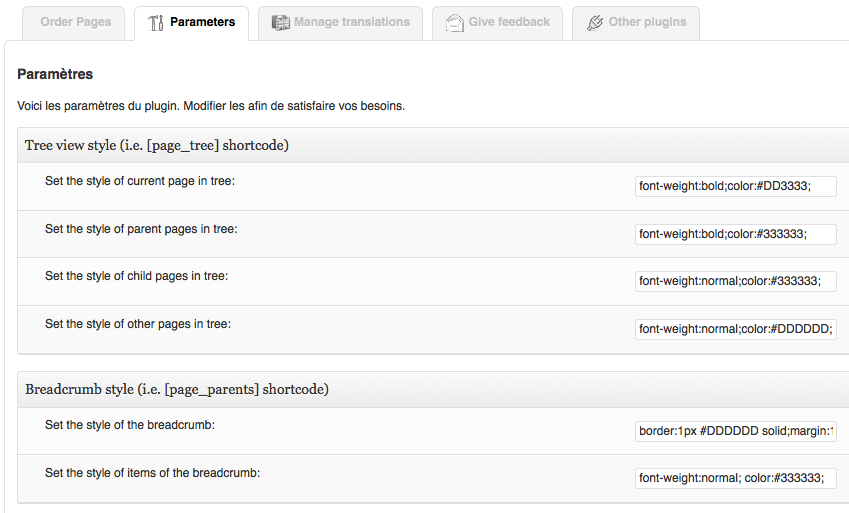 Order Pages Parameters Manage translations Give feedback Other plugins
Paramètres
Voici les paramètres du plugin. Modifier les afin de satisfaire vos besoins.
Tree view style (i.e. [page_tree] shortcode)
Set the style of current page in tree: font-weight:bold;color:#DD3333;
Set the style of parent pages in tree: font-weight:bold;color:#333333;
Set the style of child pages in tree: font-weight:normal;color:#333333;
Set the style of other pages in tree: font-weight:normal;color:#DDDDDD;
Breadcrumb style (i.e. [page_parents] shortcode)
Set the style of the breadcrumb: border:1px #DDDDDD solid;margin:1
Set the style of items of the breadcrumb: font-weight:normal; color:#333333;